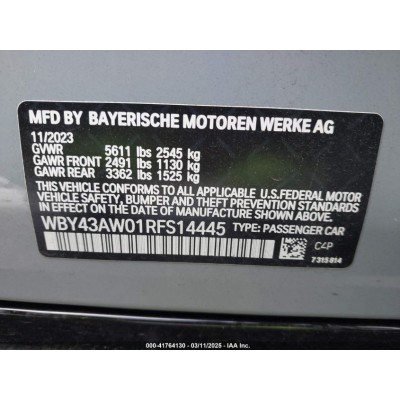 MFD BY BAYERISCHE MOTOREN WERKE AG
11/2023
GVWR 5611 lbs 2545 kg
GAWR FRONT 2491 lbs 1130 kg
GAWR REAR 3362 lbs 1525 kg
THIS VEHICLE CONFORMS TO ALL APPLICABLE U.S.FEDERAL MOTOR
VEHICLE SAFETY, BUMPER AND THEFT PREVENTION STANDARDS
IN EFFECT ON THE DATE OF MANUFACTURE SHOWN ABOVE.
WBY43AW01RFS14445 TYPE: PASSENGER CAR
C4P
7315814
000-41764130 - 03/11/2025 - IAA Inc.